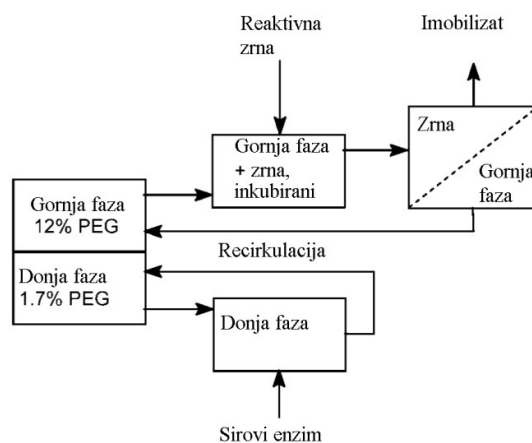 Reaktivna
zrna
Imobilizat
Gornja faza
+ zrna,
inkubirani
Zrna
Gornja
faza
Gornja faza
12% PEG
Recirkulacija
Donja faza
1.7% PEG
Donja faza
Sirovi enzim